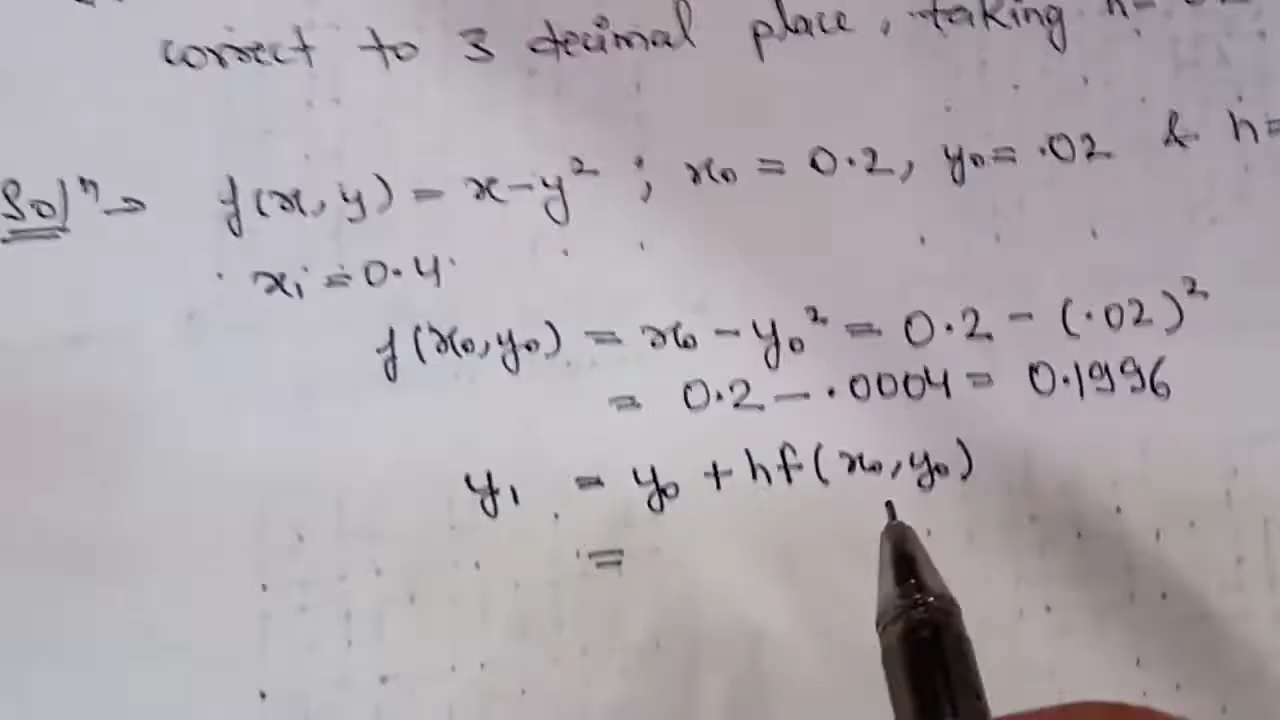 correct to 3 decimal place, taking h=
Solⁿ→ f(x, y) = x-y² ; x₀ = 0.2, y₀= .02 & h=
x₁ = 0.4
f(x₀,y₀) = x₀ - y₀² = 0.2 - (.02)²
= 0.2 - .0004 = 0.1996
y₁ = y₀ + hf(x₀,y₀)
=